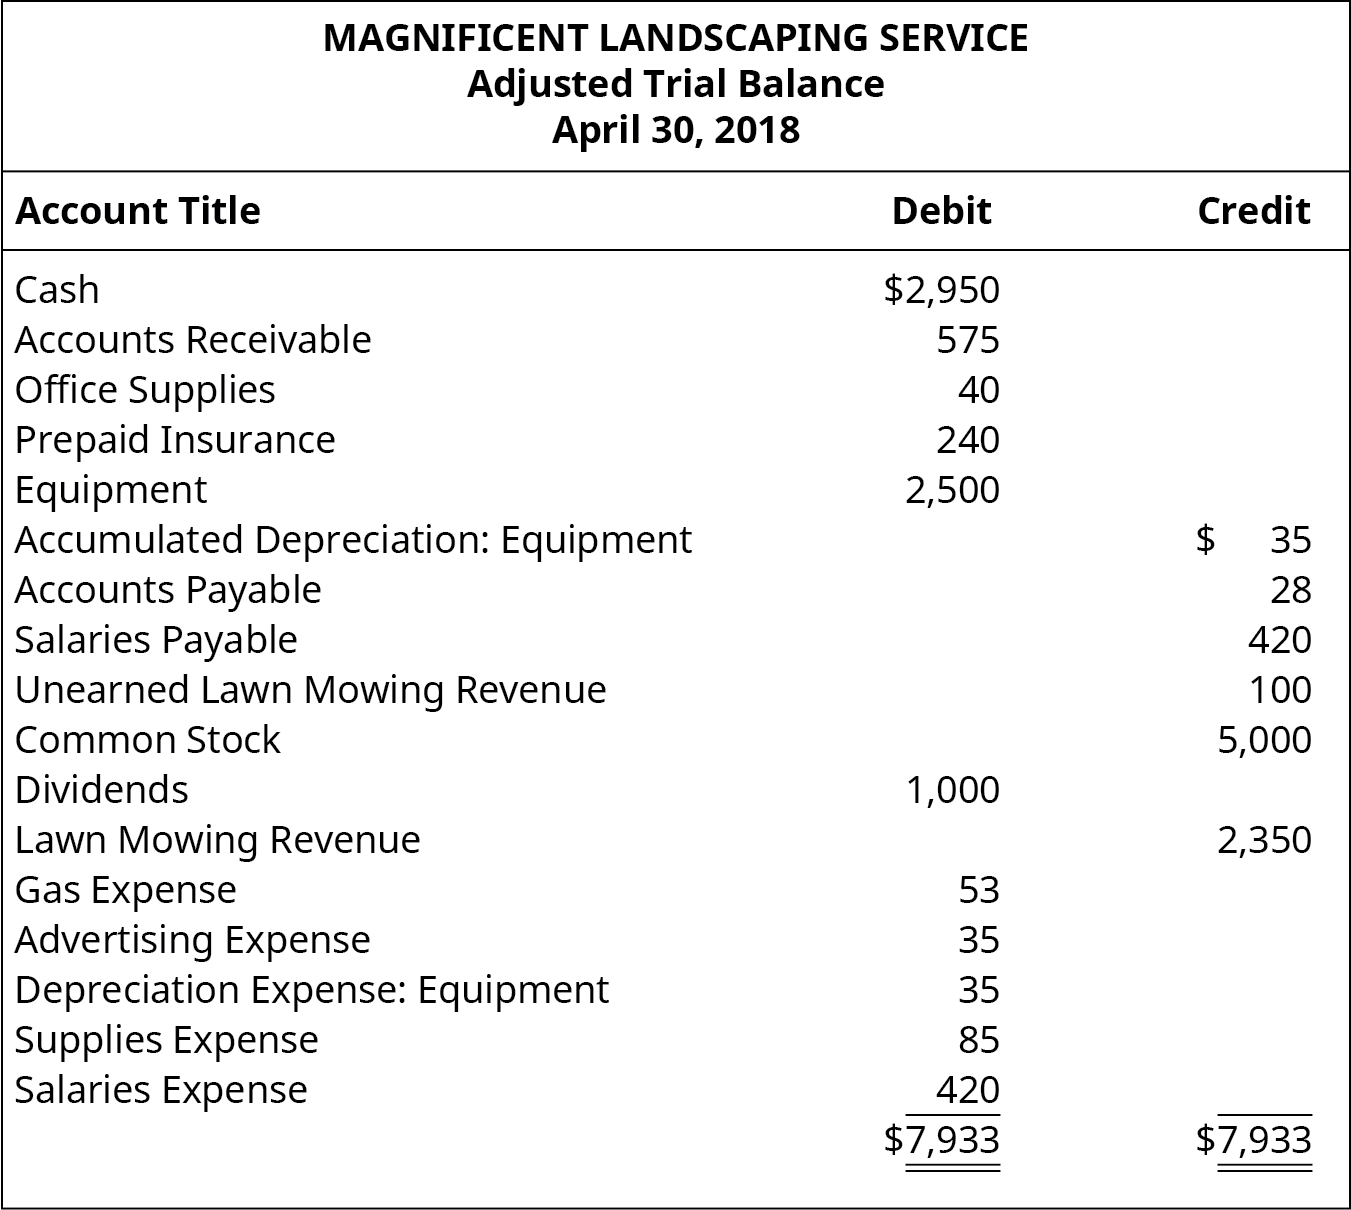 MAGNIFICENT LANDSCAPING SERVICE
Adjusted Trial Balance
April 30, 2018
Account Title Debit Credit
Cash $2,950
Accounts Receivable 575
Office Supplies 40
Prepaid Insurance 240
Equipment 2,500
Accumulated Depreciation: Equipment $ 35
Accounts Payable 28
Salaries Payable 420
Unearned Lawn Mowing Revenue 100
Common Stock 5,000
Dividends 1,000
Lawn Mowing Revenue 2,350
Gas Expense 53
Advertising Expense 35
Depreciation Expense: Equipment 35
Supplies Expense 85
Salaries Expense 420
$7,933 $7,933